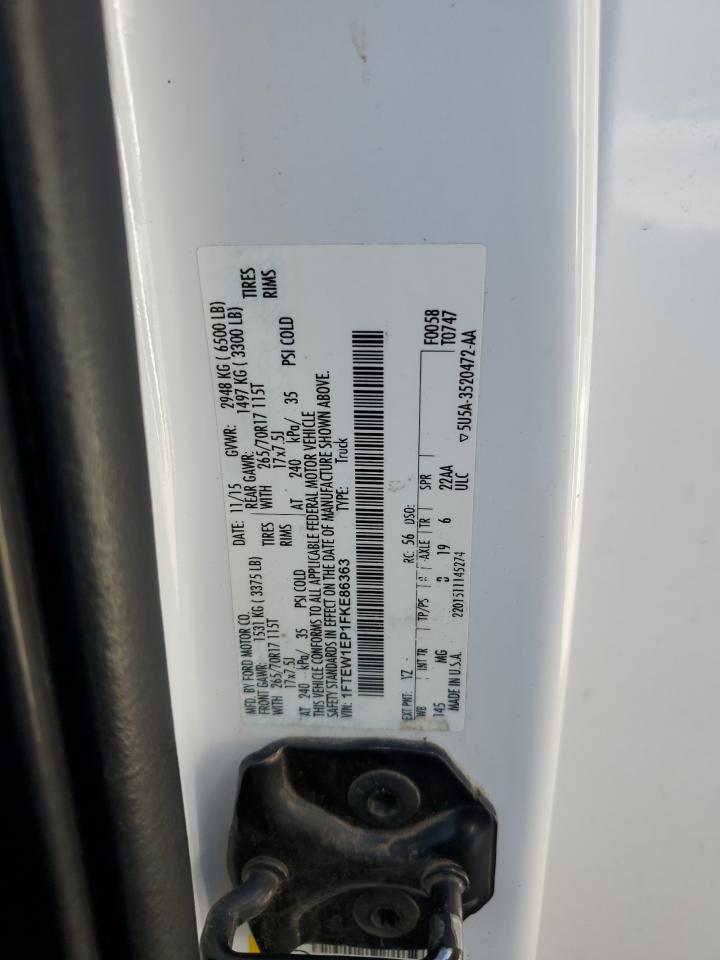 MFD. BY FORD MOTOR CO. DATE: 11/15 GVWR: 2948 KG ( 6500 LB)
FRONT GAWR: 1531 KG ( 3375 LB) REAR GAWR: 1497 KG ( 3300 LB)
WITH 265/70R17 115T TIRES WITH 265/70R17 115T TIRES
17x7.5J RIMS 17x7.5J RIMS
AT 240 kPa/ 35 PSI COLD AT 240 kPa/ 35 PSI COLD
THIS VEHICLE CONFORMS TO ALL APPLICABLE FEDERAL MOTOR VEHICLE
SAFETY STANDARDS IN EFFECT ON THE DATE OF MANUFACTURE SHOWN ABOVE.
VIN: 1FTEW1EP1FKE86363 TYPE: Truck
F0058
T0747
EXT PNT: YZ RC: 56 DSO:
WB INT TR TP/PS R AXLE TR SPR
145 MG 19 6 22AA
MADE IN U.S.A. 2201511145274 ULC
▽ 5U5A-3520472-AA